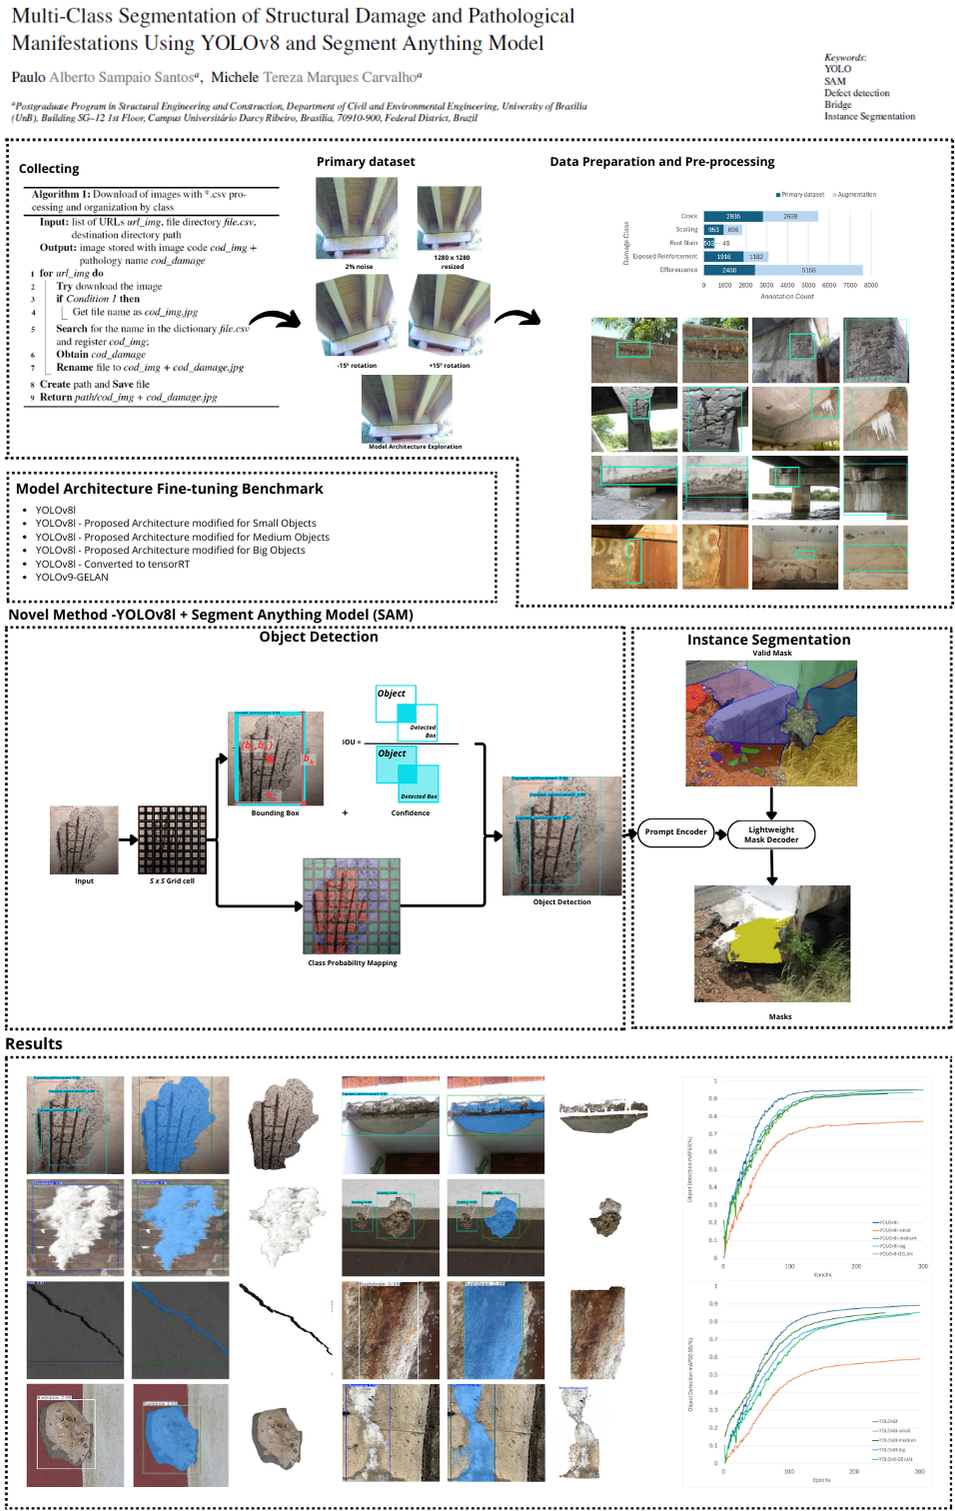 Multi-Class Segmentation of Structural Damage and Pathological
Manifestations Using YOLOv8 and Segment Anything Model
Paulo Alberto Sampaio Santosᵃ, Michele Tereza Marques Carvalhoᵃ
ᵃPostgraduate Program in Structural Engineering and Construction, Department of Civil and Environmental Engineering, University of Brasilia
(UnB), Building SG–12 1st Floor, Campus Universitário Darcy Ribeiro, Brasília, 70910-900, Federal District, Brazil
Keywords:
YOLO
SAM
Defect detection
Bridge
Instance Segmentation
Collecting
Algorithm 1: Download of images with *.csv pro-
cessing and organization by class
Input: list of URLs url_img, file directory file.csv,
destination directory path
Output: image stored with image code cod_img +
pathology name cod_damage
1 for url_img do
2 Try download the image
3 if Condition 1 then
4 Get file name as cod_img.jpg
5 Search for the name in the dictionary file.csv
and register cod_img;
6 Obtain cod_damage
7 Rename file to cod_img + cod_damage.jpg
8 Create path and Save file
9 Return path/cod_img + cod_damage.jpg
Primary dataset
2% noise
1280 x 1280
resized
-15º rotation
+15º rotation
Model Architecture Exploration
Data Preparation and Pre-processing
Primary dataset
Augmentation
Damage Class
Crack 2835 2638
Scalling 953 896
Rust Stain 503 49
Exposed Reinforcement 1916 1182
Efflorescence 2450 5156
0 1000 2000 3000 4000 5000 6000 7000 8000
Annotation Count
Model Architecture Fine-tuning Benchmark
• YOLOv8l
• YOLOv8l - Proposed Architecture modified for Small Objects
• YOLOv8l - Proposed Architecture modified for Medium Objects
• YOLOv8l - Proposed Architecture modified for Big Objects
• YOLOv8l - Converted to tensorRT
• YOLOv9-GELAN
Novel Method -YOLOv8l + Segment Anything Model (SAM)
Object Detection
Input
S x S Grid cell
Bounding Box
+
IOU =
Object
Detected
Box
Object
Detected Box
Confidence
Class Probability Mapping
Object Detection
Instance Segmentation
Valid Mask
Prompt Encoder
Lightweight
Mask Decoder
Masks
Results
Object Detection mAP50(%)
1
0.9
0.8
0.7
0.6
0.5
0.4
0.3
0.2
0.1
0
0 100 200 300
Epochs
YOLOv8l
YOLOv8l-small
YOLOv8l-medium
YOLOv8l-big
YOLOv9-GELAN
Object Detection mAP50-95(%)
1
0.9
0.8
0.7
0.6
0.5
0.4
0.3
0.2
0.1
0
0 100 200 300
Epochs
YOLOv8l
YOLOv8l-small
YOLOv8l-medium
YOLOv8l-big
YOLOv9-GELAN